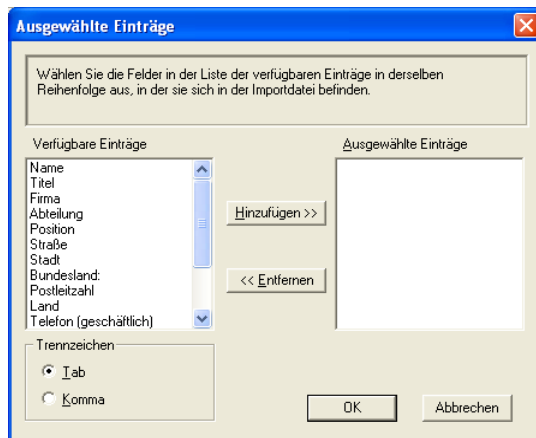 Ausgewählte Einträge
Wählen Sie die Felder in der Liste der verfügbaren Einträge in derselben
Reihenfolge aus, in der sie sich in der Importdatei befinden.
Verfügbare Einträge
Name
Titel
Firma
Abteilung
Position
Straße
Stadt
Bundesland:
Postleitzahl
Land
Telefon (geschäftlich)
Hinzufügen >>
<< Entfernen
Ausgewählte Einträge
Trennzeichen
Tab
Komma
OK
Abbrechen